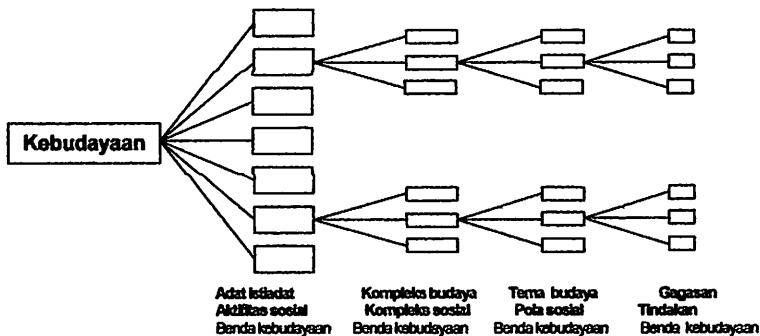 Kebudayaan
Adat istiadat
Aktifitas sosial
Benda kebudayaan
Kompleks budaya
Kompleks sosial
Benda kebudayaan
Tema budaya
Pola sosial
Benda kebudayaan
Gagasan
Tindakan
Benda kebudayaan